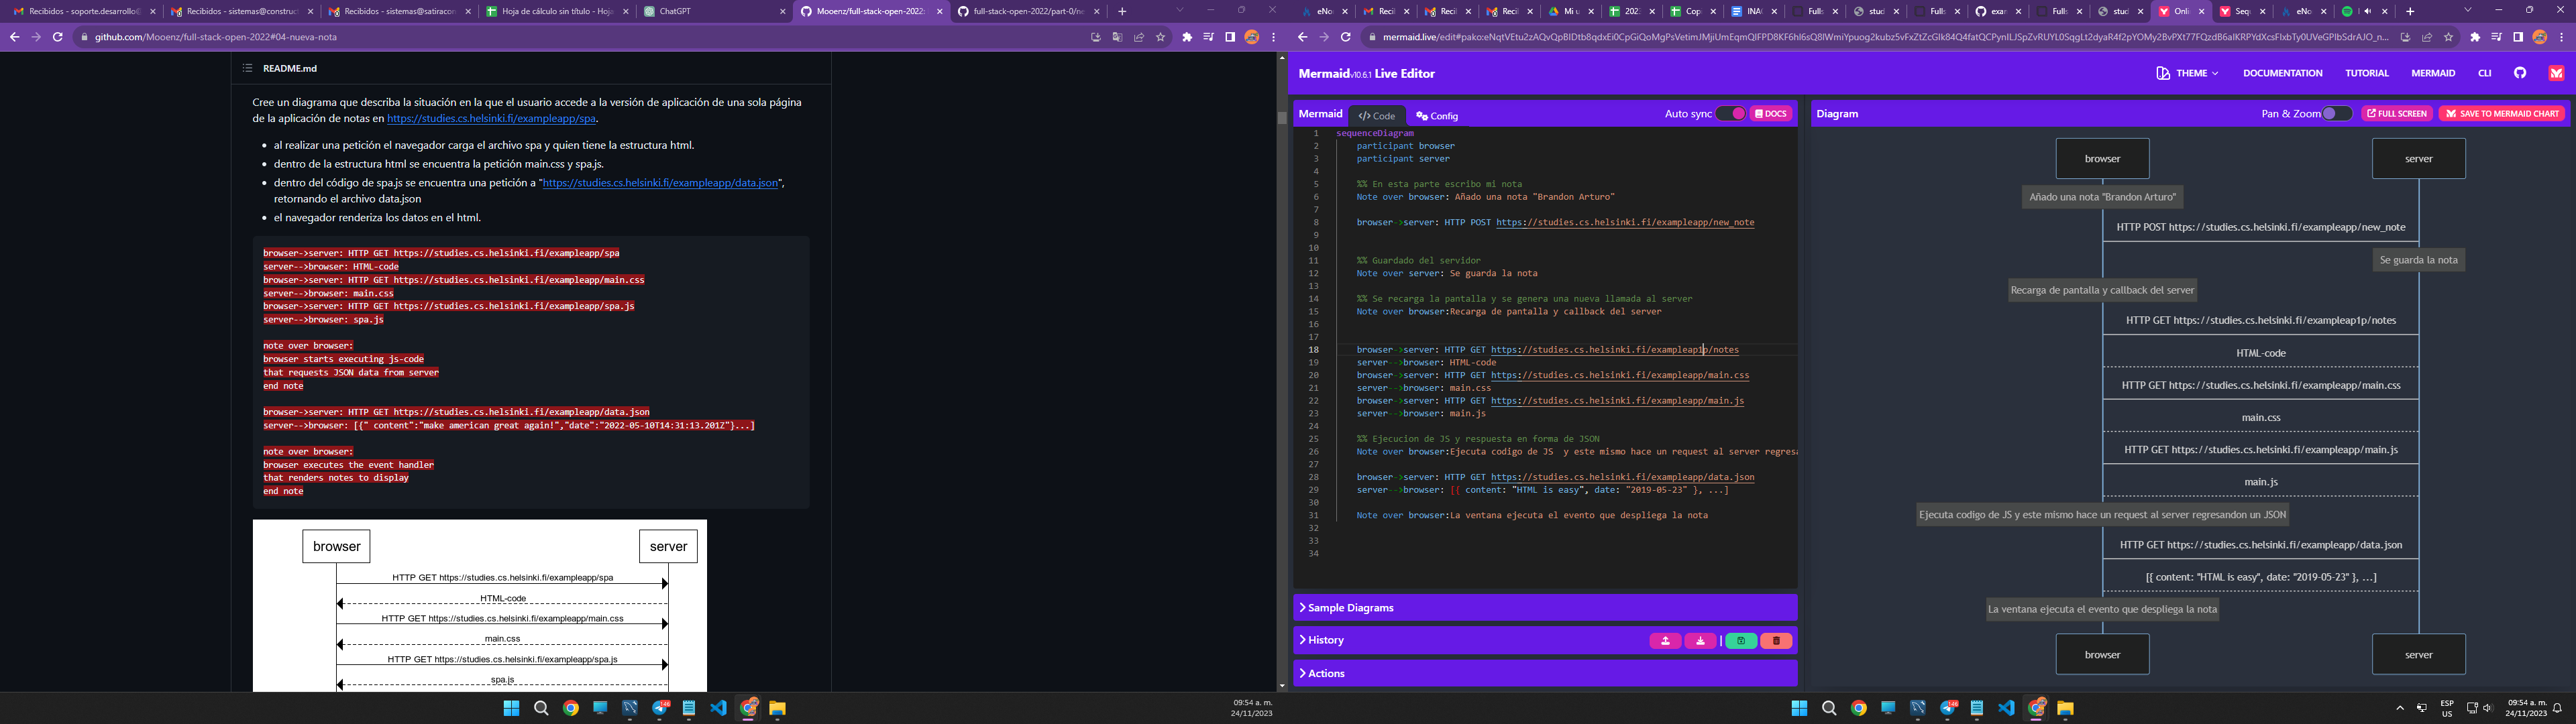 Recibidos - soporte.desarrollo@
Recibidos - sistemas@construct
Recibidos - sistemas@satiracon
Hoja de cálculo sin título - Hoja
ChatGPT
Mooenz/full-stack-open-2022:
full-stack-open-2022/part-0/ne
github.com/Mooenz/full-stack-open-2022#04-nueva-nota
README.md
Cree un diagrama que describa la situación en la que el usuario accede a la versión de aplicación de una sola página
de la aplicación de notas en https://studies.cs.helsinki.fi/exampleapp/spa.
al realizar una petición el navegador carga el archivo spa y quien tiene la estructura html.
dentro de la estructura html se encuentra la petición main.css y spa.js.
dentro del código de spa.js se encuentra una petición a "https://studies.cs.helsinki.fi/exampleapp/data.json",
retornando el archivo data.json
el navegador renderiza los datos en el html.
browser->server: HTTP GET https://studies.cs.helsinki.fi/exampleapp/spa
server-->browser: HTML-code
browser->server: HTTP GET https://studies.cs.helsinki.fi/exampleapp/main.css
server-->browser: main.css
browser->server: HTTP GET https://studies.cs.helsinki.fi/exampleapp/spa.js
server-->browser: spa.js
note over browser:
browser starts executing js-code
that requests JSON data from server
end note
browser->server: HTTP GET https://studies.cs.helsinki.fi/exampleapp/data.json
server-->browser: [{" content":"make american great again!","date":"2022-05-10T14:31:13.201Z"}...]
note over browser:
browser executes the event handler
that renders notes to display
end note
browser
server
HTTP GET https://studies.cs.helsinki.fi/exampleapp/spa
HTML-code
HTTP GET https://studies.cs.helsinki.fi/exampleapp/main.css
main.css
HTTP GET https://studies.cs.helsinki.fi/exampleapp/spa.js
spa.js
09:54 a. m.
24/11/2023
Mermaid v10.6.1 Live Editor
THEME
DOCUMENTATION
TUTORIAL
MERMAID
CLI
Mermaid
Code
Config
Auto sync
DOCS
1 sequenceDiagram
2 participant browser
3 participant server
4
5 %% En esta parte escribo mi nota
6 Note over browser: Añado una nota "Brandon Arturo"
7
8 browser->server: HTTP POST https://studies.cs.helsinki.fi/exampleapp/new_note
9
10
11 %% Guardado del servidor
12 Note over server: Se guarda la nota
13
14 %% Se recarga la pantalla y se genera una nueva llamada al server
15 Note over browser:Recarga de pantalla y callback del server
16
17
18 browser->server: HTTP GET https://studies.cs.helsinki.fi/exampleap1p/notes
19 server-->browser: HTML-code
20 browser->server: HTTP GET https://studies.cs.helsinki.fi/exampleapp/main.css
21 server-->browser: main.css
22 browser->server: HTTP GET https://studies.cs.helsinki.fi/exampleapp/main.js
23 server-->browser: main.js
24
25 %% Ejecucion de JS y respuesta en forma de JSON
26 Note over browser:Ejecuta codigo de JS  y este mismo hace un request al server regresa
27
28 browser->server: HTTP GET https://studies.cs.helsinki.fi/exampleapp/data.json
29 server-->browser: [{ content: "HTML is easy", date: "2019-05-23" }, ...]
30
31 Note over browser:La ventana ejecuta el evento que despliega la nota
32
33
34
Sample Diagrams
History
Actions
Diagram
Pan & Zoom
FULL SCREEN
SAVE TO MERMAID CHART
browser
server
Añado una nota "Brandon Arturo"
HTTP POST https://studies.cs.helsinki.fi/exampleapp/new_note
Se guarda la nota
Recarga de pantalla y callback del server
HTTP GET https://studies.cs.helsinki.fi/exampleap1p/notes
HTML-code
HTTP GET https://studies.cs.helsinki.fi/exampleapp/main.css
main.css
HTTP GET https://studies.cs.helsinki.fi/exampleapp/main.js
main.js
Ejecuta codigo de JS y este mismo hace un request al server regresandon un JSON
HTTP GET https://studies.cs.helsinki.fi/exampleapp/data.json
[{ content: "HTML is easy", date: "2019-05-23" }, ...]
La ventana ejecuta el evento que despliega la nota
browser
server
ESP
US
09:54 a. m.
24/11/2023